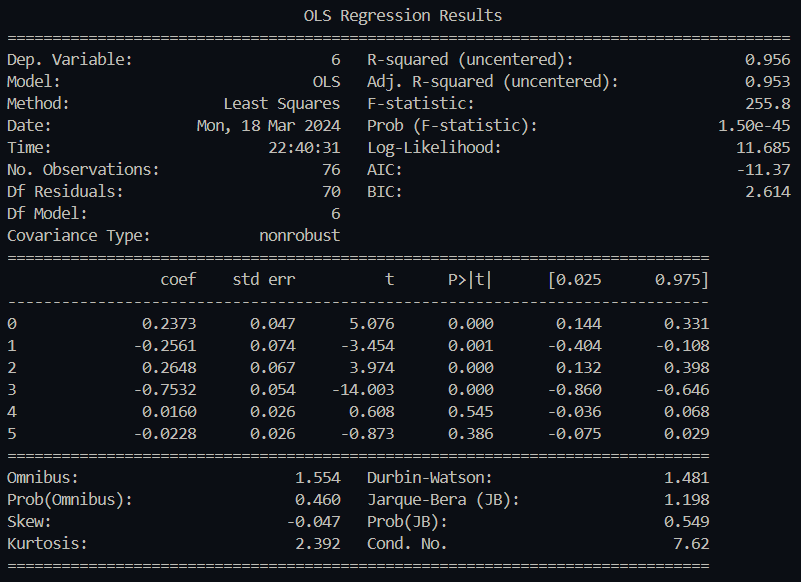 OLS Regression Results
=======================================================================================
Dep. Variable:                      6   R-squared (uncentered):                   0.956
Model:                            OLS   Adj. R-squared (uncentered):              0.953
Method:                 Least Squares   F-statistic:                              255.8
Date:                Mon, 18 Mar 2024   Prob (F-statistic):                    1.50e-45
Time:                        22:40:31   Log-Likelihood:                          11.685
No. Observations:                  76   AIC:                                     -11.37
Df Residuals:                      70   BIC:                                      2.614
Df Model:                           6
Covariance Type:            nonrobust
==============================================================================
                 coef    std err          t      P>|t|      [0.025      0.975]
------------------------------------------------------------------------------
0              0.2373      0.047      5.076      0.000       0.144       0.331
1             -0.2561      0.074     -3.454      0.001      -0.404      -0.108
2              0.2648      0.067      3.974      0.000       0.132       0.398
3             -0.7532      0.054    -14.003      0.000      -0.860      -0.646
4              0.0160      0.026      0.608      0.545      -0.036       0.068
5             -0.0228      0.026     -0.873      0.386      -0.075       0.029
==============================================================================
Omnibus:                        1.554   Durbin-Watson:                   1.481
Prob(Omnibus):                  0.460   Jarque-Bera (JB):                1.198
Skew:                          -0.047   Prob(JB):                        0.549
Kurtosis:                       2.392   Cond. No.                         7.62
==============================================================================